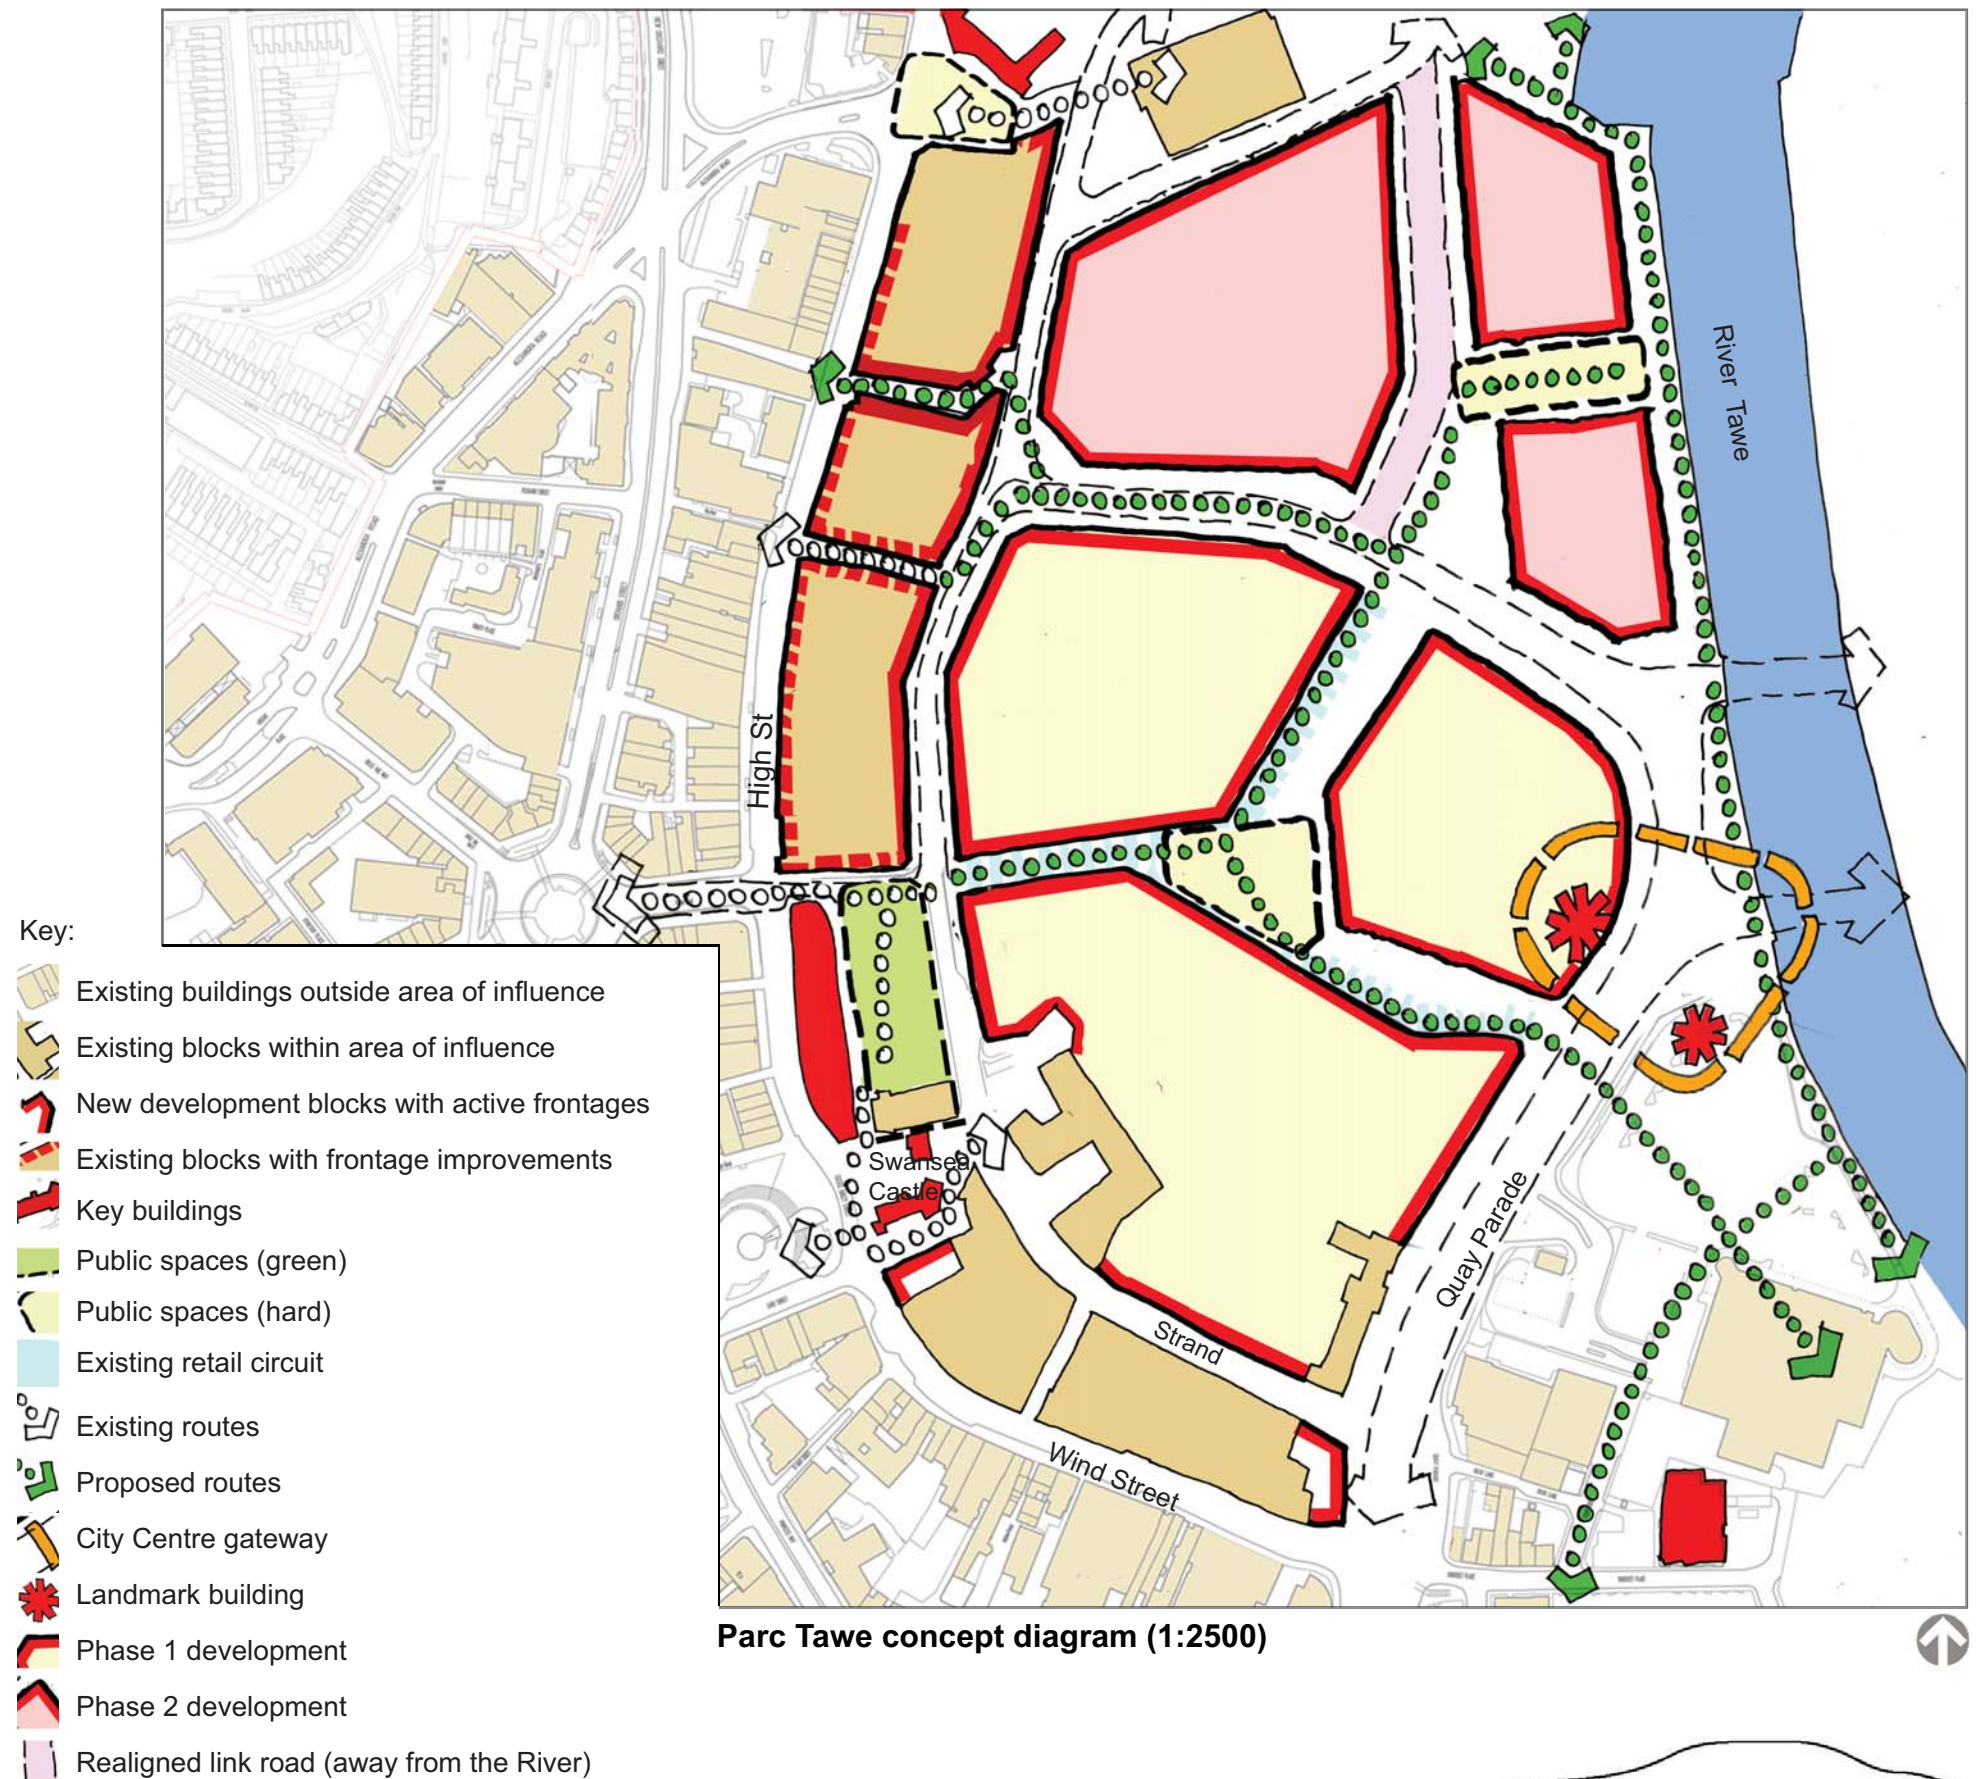 River Tawe
High St
Key:
Existing buildings outside area of influence
Existing blocks within area of influence
New development blocks with active frontages
Existing blocks with frontage improvements
Key buildings
Public spaces (green)
Public spaces (hard)
Existing retail circuit
Existing routes
Proposed routes
City Centre gateway
Landmark building
Phase 1 development
Phase 2 development
Realigned link road (away from the River)
Swansea
Castle
Quay Parade
Strand
Wind Street
Parc Tawe concept diagram (1:2500)